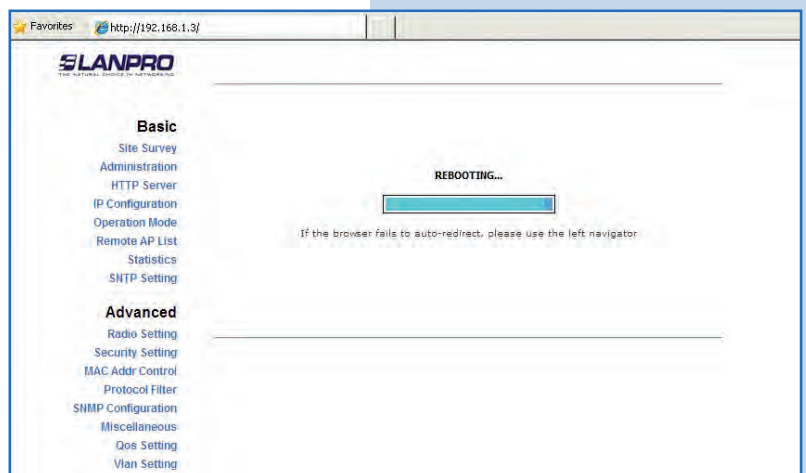 Favorites
http://192.168.1.3/
LANPRO
THE NATURAL CHOICE IN NETWORKING
Basic
Site Survey
Administration
HTTP Server
IP Configuration
Operation Mode
Remote AP List
Statistics
SNTP Setting
REBOOTING...
If the browser fails to auto-redirect, please use the left navigator
Advanced
Radio Setting
Security Setting
MAC Addr Control
Protocol Filter
SNMP Configuration
Miscellaneous
Qos Setting
Vlan Setting